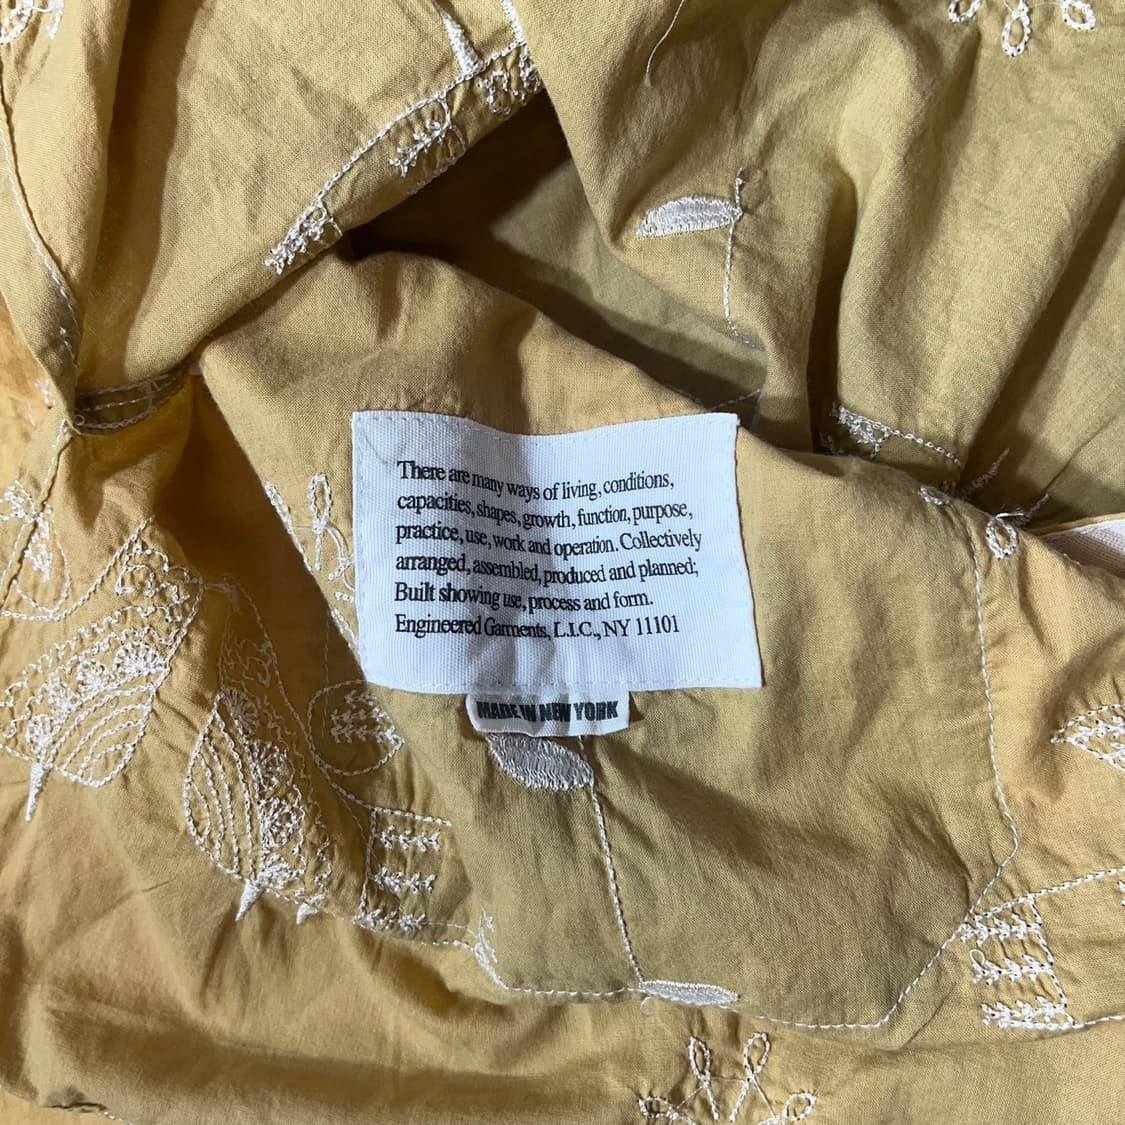 There are many ways of living, conditions,
capacities, shapes, growth, function, purpose,
practice, use, work and operation. Collectively
arranged, assembled, produced and planned;
Built showing use, process and form.
Engineered Garments, L.I.C., NY 11101
MADE IN NEW YORK